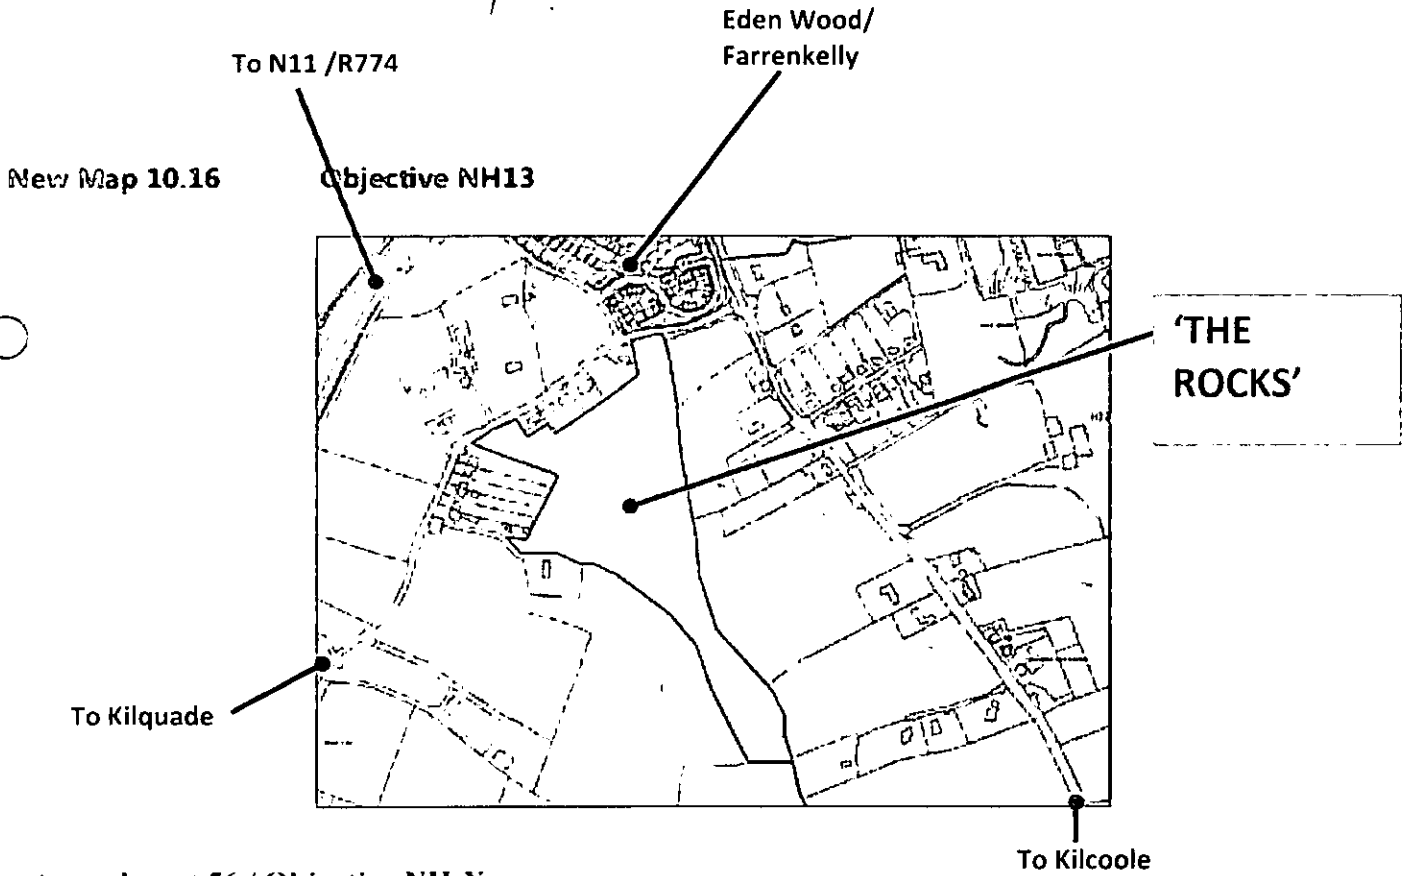 Eden Wood/
Farrenkelly
To N11 /R774
New Map 10.16 Objective NH13
‘THE
ROCKS’
To Kilquade
To Kilcoole